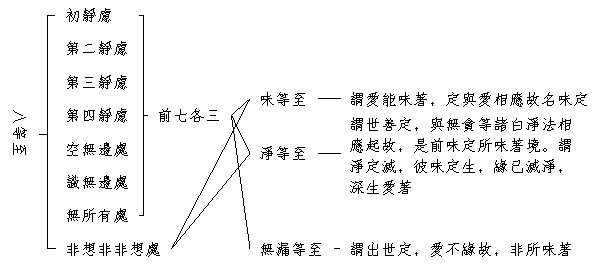 八等至
初靜處
第二靜處
第三靜處
第四靜處
空無邊處
識無邊處
無所有處
非想非非想處
前七各三
味等至
謂愛能味著，定與愛相應故名味定
淨等至
謂世善定，與無貪等諸白淨法相
應起故，是前味定所味著境。謂
淨定滅，彼味定生，緣已滅淨，
深生愛著
無漏等至
謂出世定，愛不緣故，非所味著